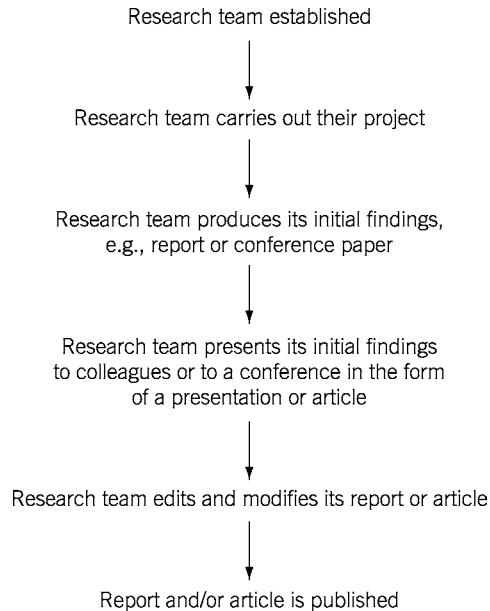 Research team established
Research team carries out their project
Research team produces its initial findings,
e.g., report or conference paper
Research team presents its initial findings
to colleagues or to a conference in the form
of a presentation or article
Research team edits and modifies its report or article
Report and/or article is published